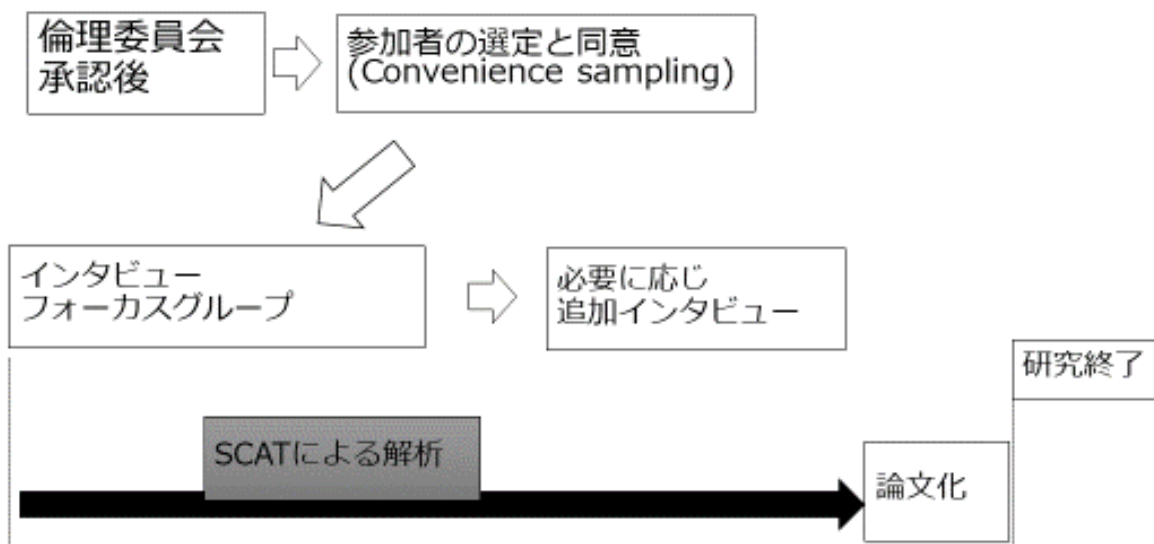 倫理委員会
承認後
参加者の選定と同意
(Convenience sampling)
インタビュー
フォーカスグループ
必要に応じ
追加インタビュー
研究終了
SCATによる解析
論文化